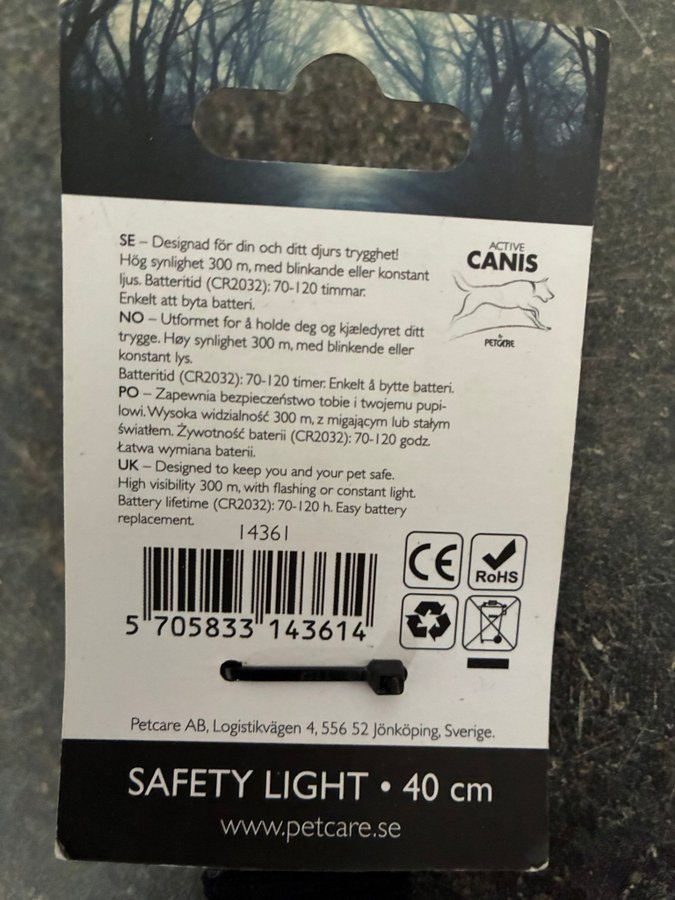 SE – Designad för din och ditt djurs trygghet!
Hög synlighet 300 m, med blinkande eller konstant
ljus. Batteritid (CR2032): 70-120 timmar.
Enkelt att byta batteri.
NO – Utformet for å holde deg og kjæledyret ditt
trygge. Høy synlighet 300 m, med blinkende eller
konstant lys.
Batteritid (CR2032): 70-120 timer. Enkelt å bytte batteri.
PO – Zapewnia bezpieczeństwo tobie i twojemu pupi-
lowi. Wysoka widzialność 300 m, z migającym lub stałym
światłem. Żywotność baterii (CR2032): 70-120 godz.
Łatwa wymiana baterii.
UK – Designed to keep you and your pet safe.
High visibility 300 m, with flashing or constant light.
Battery lifetime (CR2032): 70-120 h. Easy battery
replacement.
ACTIVE
CANIS
by
PETCARE
14361
5 705833 143614
CE
RoHS
Petcare AB, Logistikvägen 4, 556 52 Jönköping, Sverige.
SAFETY LIGHT • 40 cm
www.petcare.se